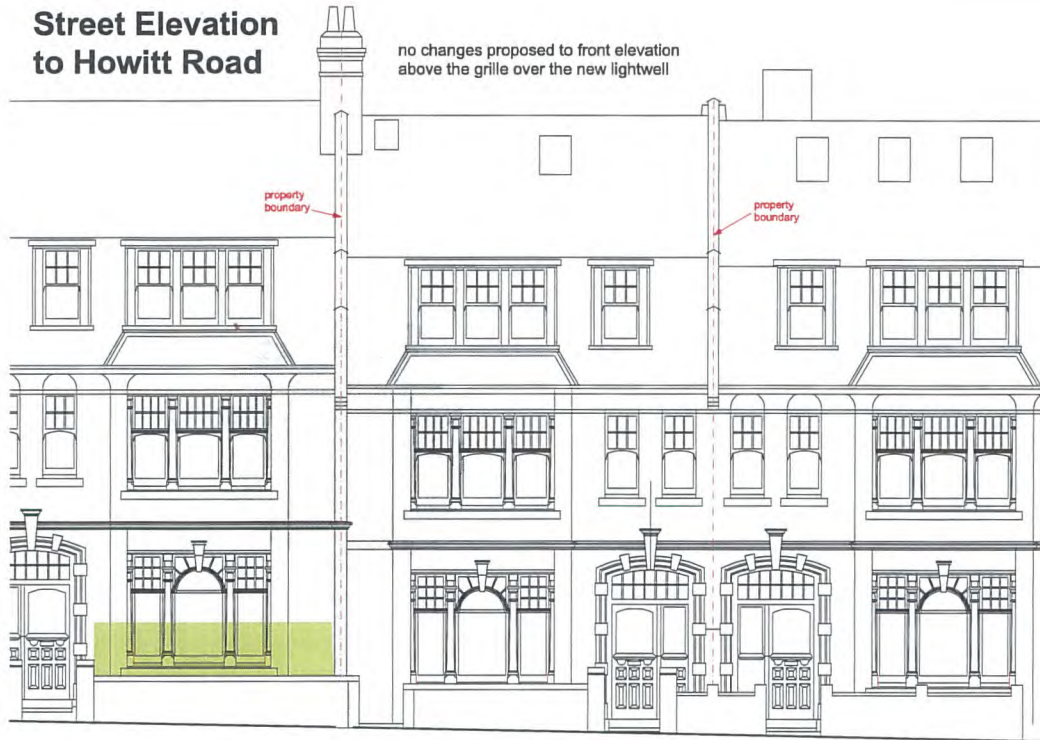 Street Elevation
to Howitt Road
no changes proposed to front elevation
above the grille over the new lightwell
property
boundary
property
boundary